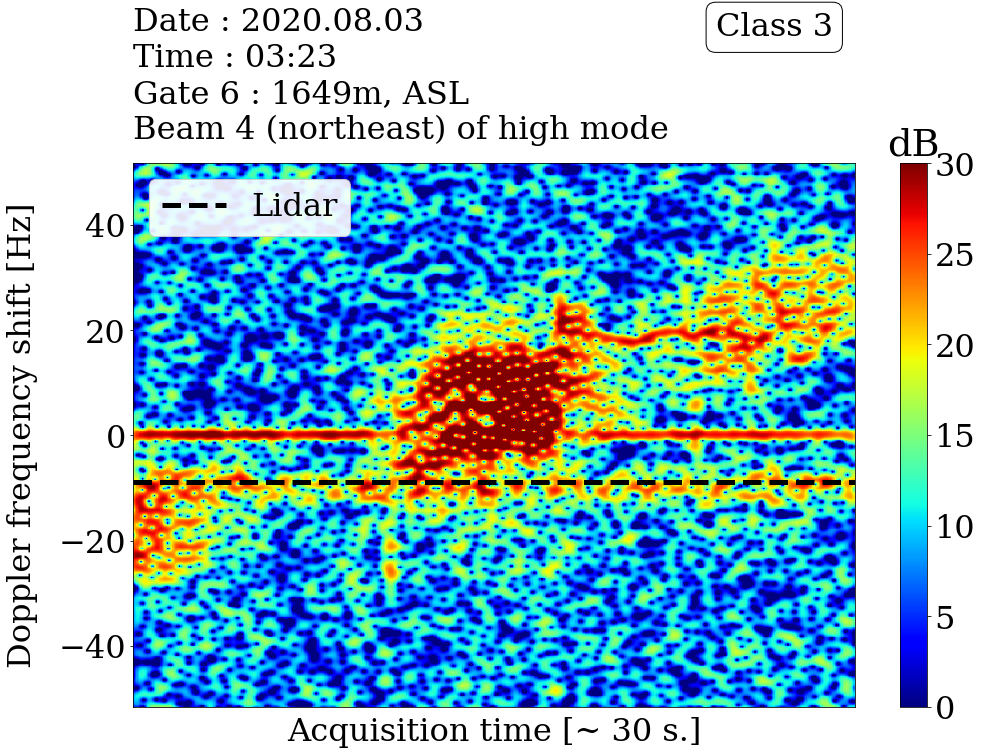 Date : 2020.08.03
Time : 03:23
Gate 6 : 1649m, ASL
Beam 4 (northeast) of high mode
Class 3
dB
Lidar
Doppler frequency shift [Hz]
40
20
0
−20
−40
30
25
20
15
10
5
0
Acquisition time [~ 30 s.]